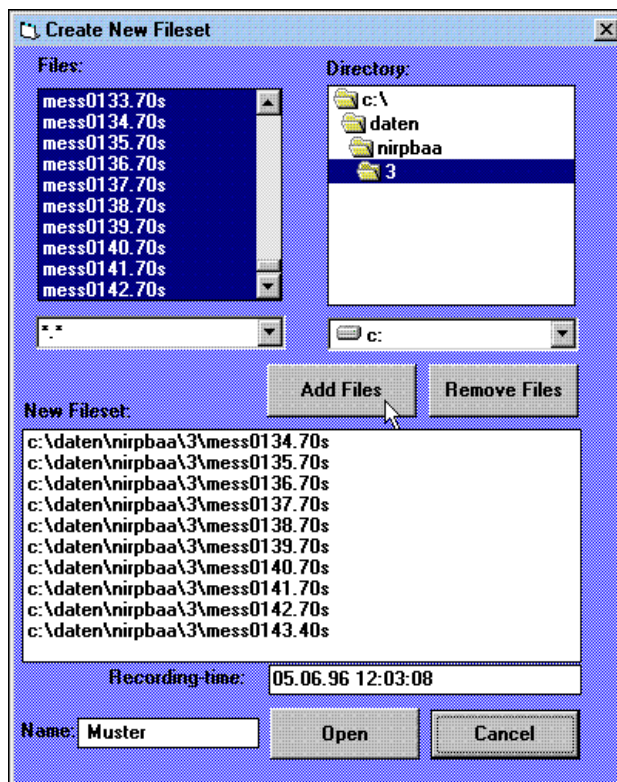 Create New Fileset
Files:
Directory:
mess0133.70s
mess0134.70s
mess0135.70s
mess0136.70s
mess0137.70s
mess0138.70s
mess0139.70s
mess0140.70s
mess0141.70s
mess0142.70s
c:\
daten
nirpbaa
3
*.*
c:
Add Files
Remove Files
New Fileset:
c:\daten\nirpbaa\3\mess0134.70s
c:\daten\nirpbaa\3\mess0135.70s
c:\daten\nirpbaa\3\mess0136.70s
c:\daten\nirpbaa\3\mess0137.70s
c:\daten\nirpbaa\3\mess0138.70s
c:\daten\nirpbaa\3\mess0139.70s
c:\daten\nirpbaa\3\mess0140.70s
c:\daten\nirpbaa\3\mess0141.70s
c:\daten\nirpbaa\3\mess0142.70s
c:\daten\nirpbaa\3\mess0143.40s
Recording-time: 05.06.96 12:03:08
Name: Muster
Open
Cancel